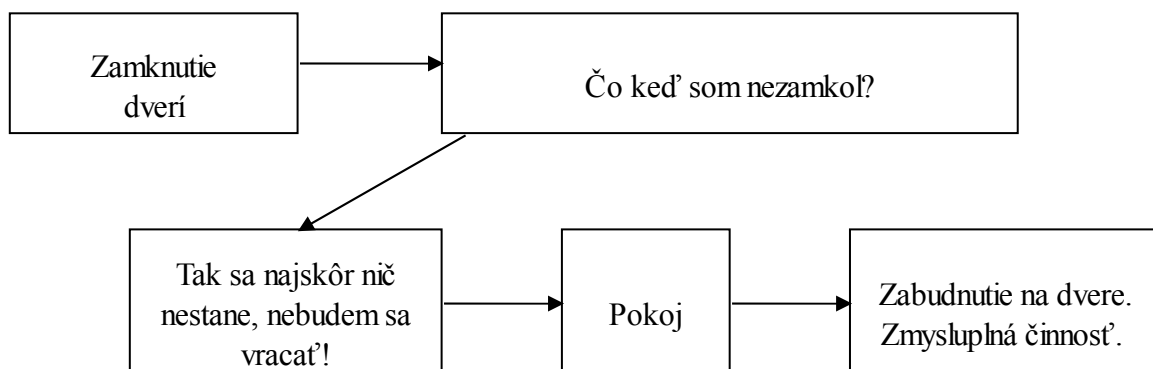 Zamknutie
dverí
Čo keď som nezamkol?
Tak sa najskôr nič
nestane, nebudem sa
vracať!
Pokoj
Zabudnutie na dvere.
Zmysluplná činnosť.